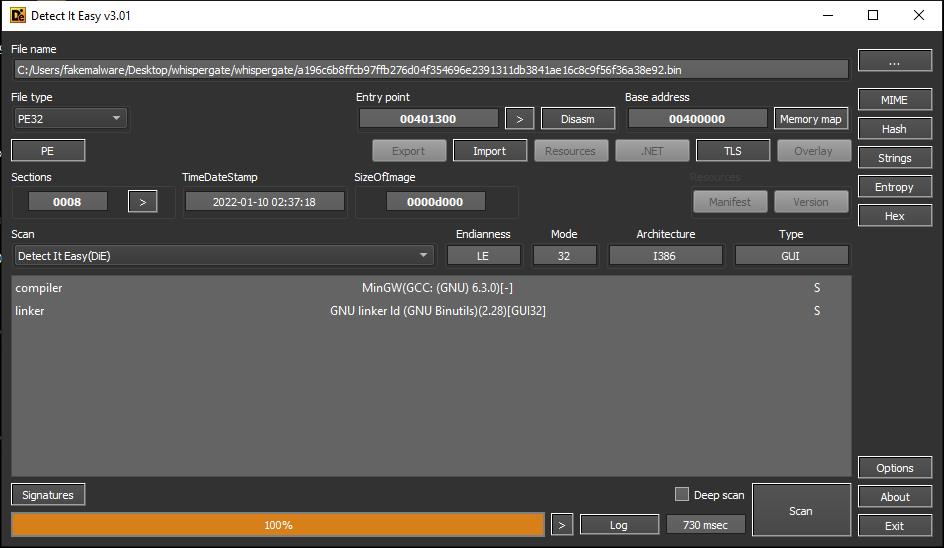 Detect It Easy v3.01
File name
C:/Users/fakemalware/Desktop/whispergate/whispergate/a196c6b8ffcb97ffb276d04f354696e2391311db3841ae16c8c9f56f36a38e92.bin
...
File type
Entry point
Base address
PE32
00401300
>
Disasm
00400000
Memory map
MIME
Hash
PE
Export
Import
Resources
.NET
TLS
Overlay
Strings
Sections
TimeDateStamp
SizeOfImage
Resources
Entropy
0008
>
2022-01-10 02:37:18
0000d000
Manifest
Version
Hex
Scan
Endianness
Mode
Architecture
Type
Detect It Easy(DiE)
LE
32
I386
GUI
compiler
MinGW(GCC: (GNU) 6.3.0)[-]
S
linker
GNU linker ld (GNU Binutils)(2.28)[GUI32]
S
Options
Signatures
Deep scan
Scan
About
100%
>
Log
730 msec
Exit